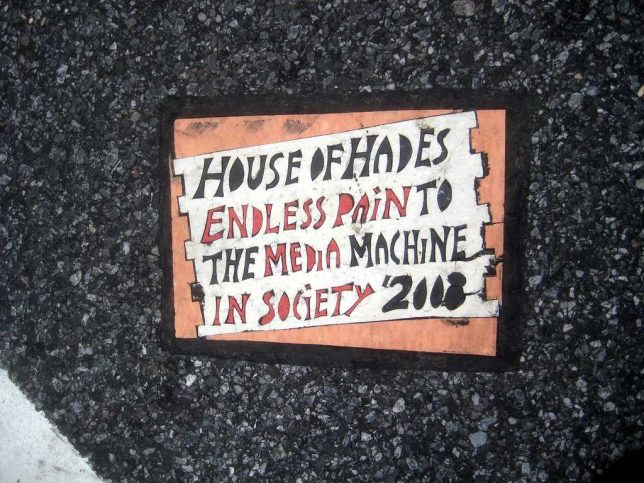 HOUSE OF HADES
ENDLESS PAIN TO
THE MEDIA MACHINE
IN SOCIETY '2008